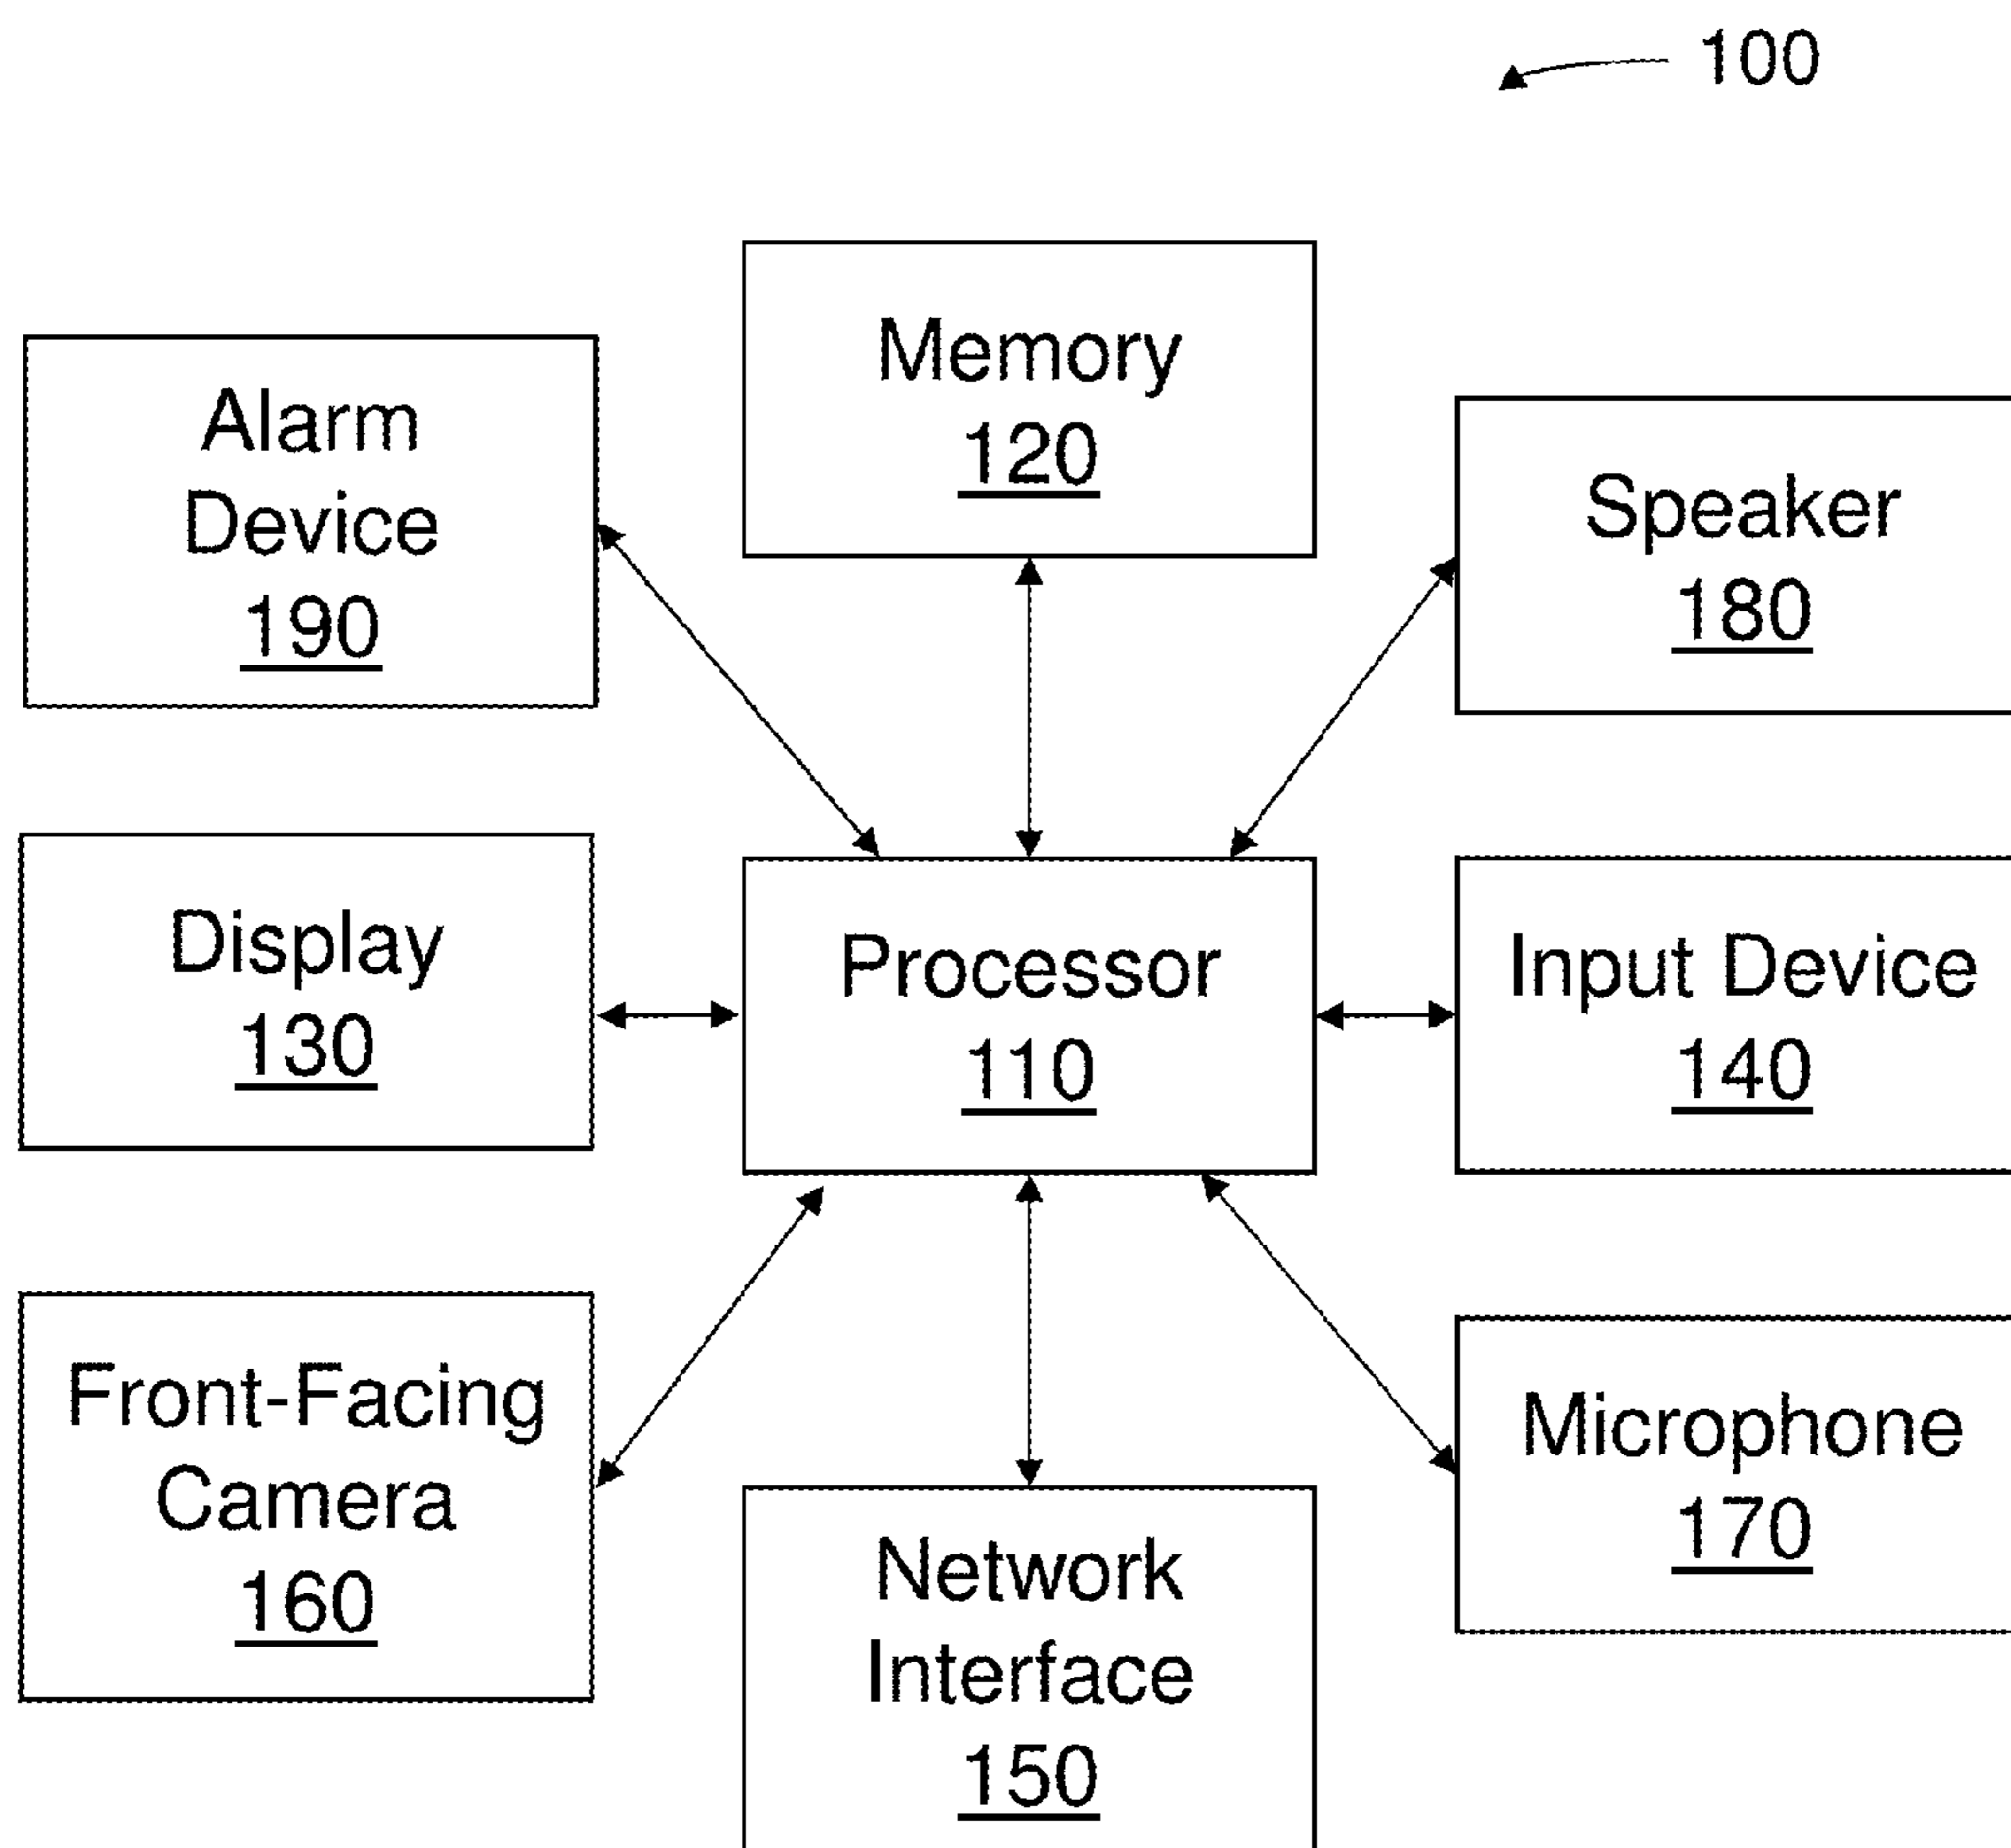 100
Memory
120
Alarm
Device
190
Speaker
180
Display
130
Processor
110
Input Device
140
Front-Facing
Camera
160
Network
Interface
150
Microphone
170